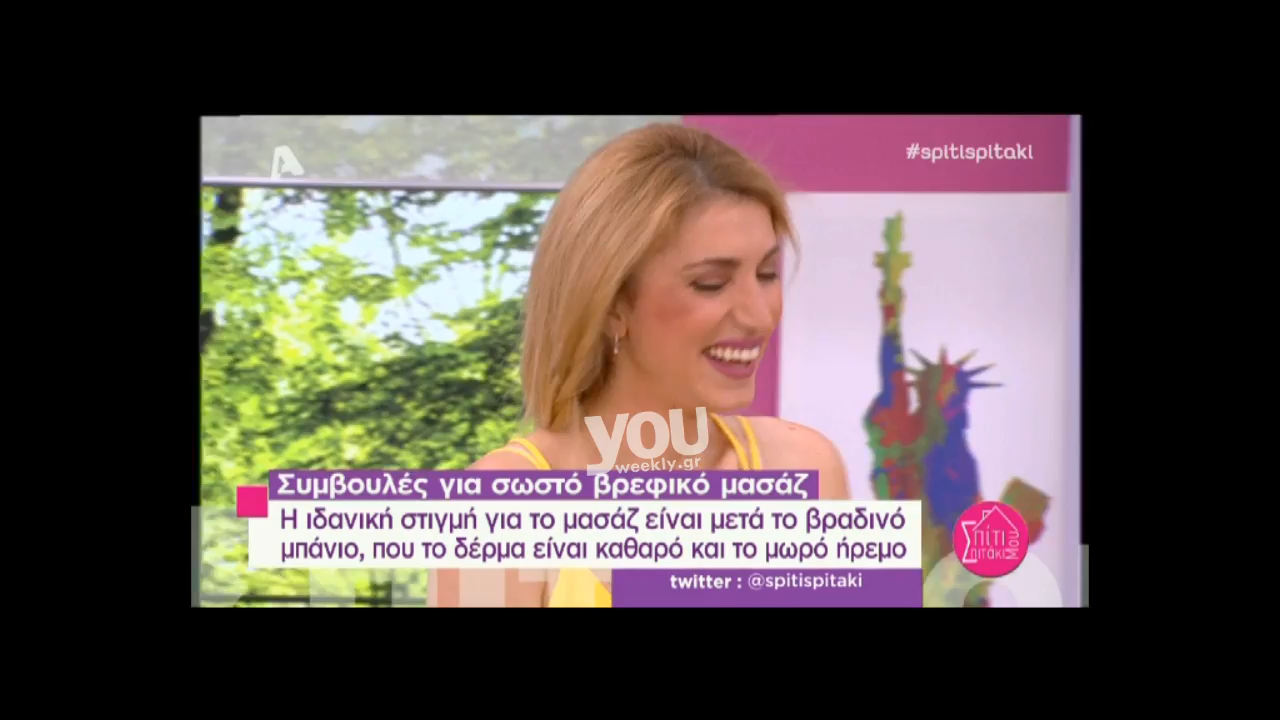 #spitispitaki
you
weekly.gr
Συμβουλές για σωστό βρεφικό μασάζ
Η ιδανική στιγμή για το μασάζ είναι μετά το βραδινό
μπάνιο, που το δέρμα είναι καθαρό και το μωρό ήρεμο
Σπίτι
Μου
Σπιτάκι
twitter : @spitispitaki